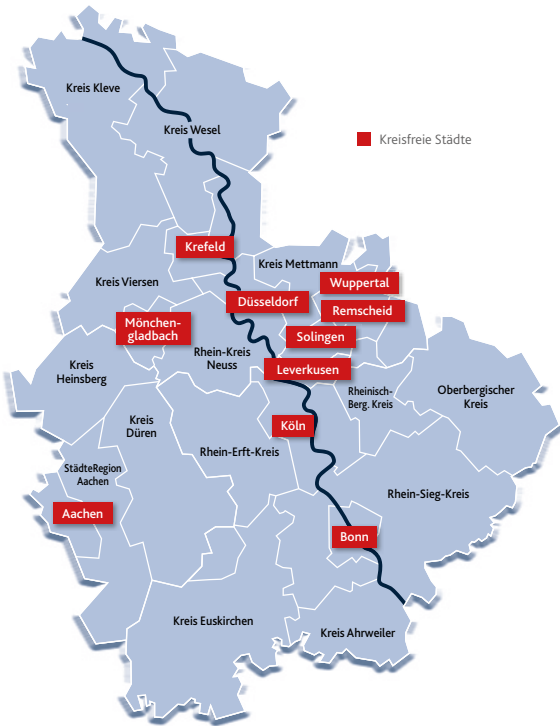 Kreis Kleve
Kreis Wesel
Kreisfreie Städte
Krefeld
Kreis Mettmann
Kreis Viersen
Wuppertal
Düsseldorf
Remscheid
Mönchen-
gladbach
Solingen
Rhein-Kreis
Neuss
Leverkusen
Kreis
Heinsberg
Rheinisch-
Berg. Kreis
Oberbergischer
Kreis
Kreis
Düren
Köln
Rhein-Erft-Kreis
StädteRegion
Aachen
Rhein-Sieg-Kreis
Aachen
Bonn
Kreis Euskirchen
Kreis Ahrweiler